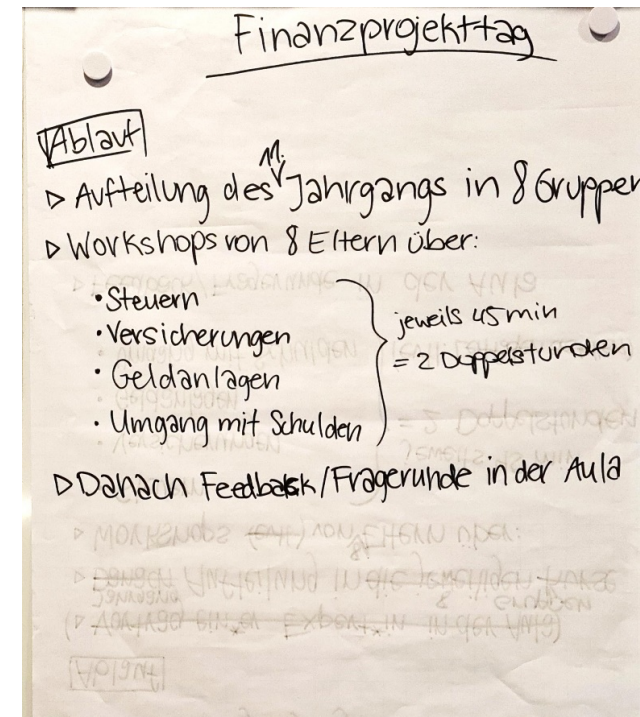 Finanzprojekttag
Ablauf
▷ Aufteilung des 11. Jahrgangs in 8 Gruppen
▷ Workshops von 8 Eltern über:
• Steuern
• Versicherungen
• Geldanlagen
• Umgang mit Schulden
jeweils 45 min
= 2 Doppelstunden
▷ Danach Feedback/Fragerunde in der Aula